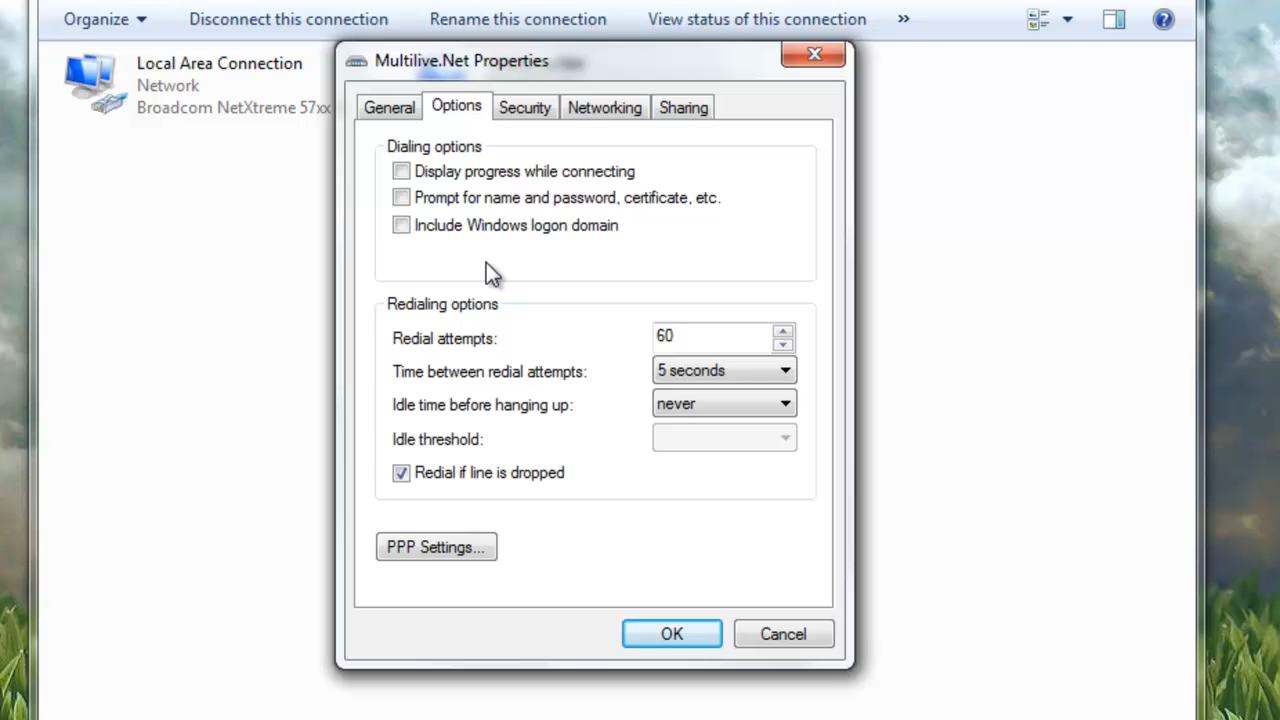 Organize Disconnect this connection Rename this connection View status of this connection »
Local Area Connection
Network
Broadcom NetXtreme 57xx
Multilive.Net Properties
General Options Security Networking Sharing
Dialing options
Display progress while connecting
Prompt for name and password, certificate, etc.
Include Windows logon domain
Redialing options
Redial attempts: 60
Time between redial attempts: 5 seconds
Idle time before hanging up: never
Idle threshold:
Redial if line is dropped
PPP Settings...
OK Cancel